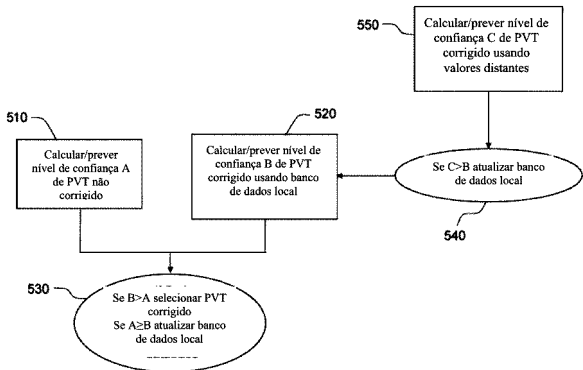 550
Calcular/prever nível de
confiança C de PVT
corrigido usando
valores distantes
510
520
Calcular/prever
nível de confiança A
de PVT não
corrigido
Calcular/prever nível de
confiança B de PVT
corrigido usando banco
de dados local
Se C>B atualizar banco
de dados local
540
530
Se B>A selecionar PVT
corrigido
Se A≥B atualizar banco
de dados local